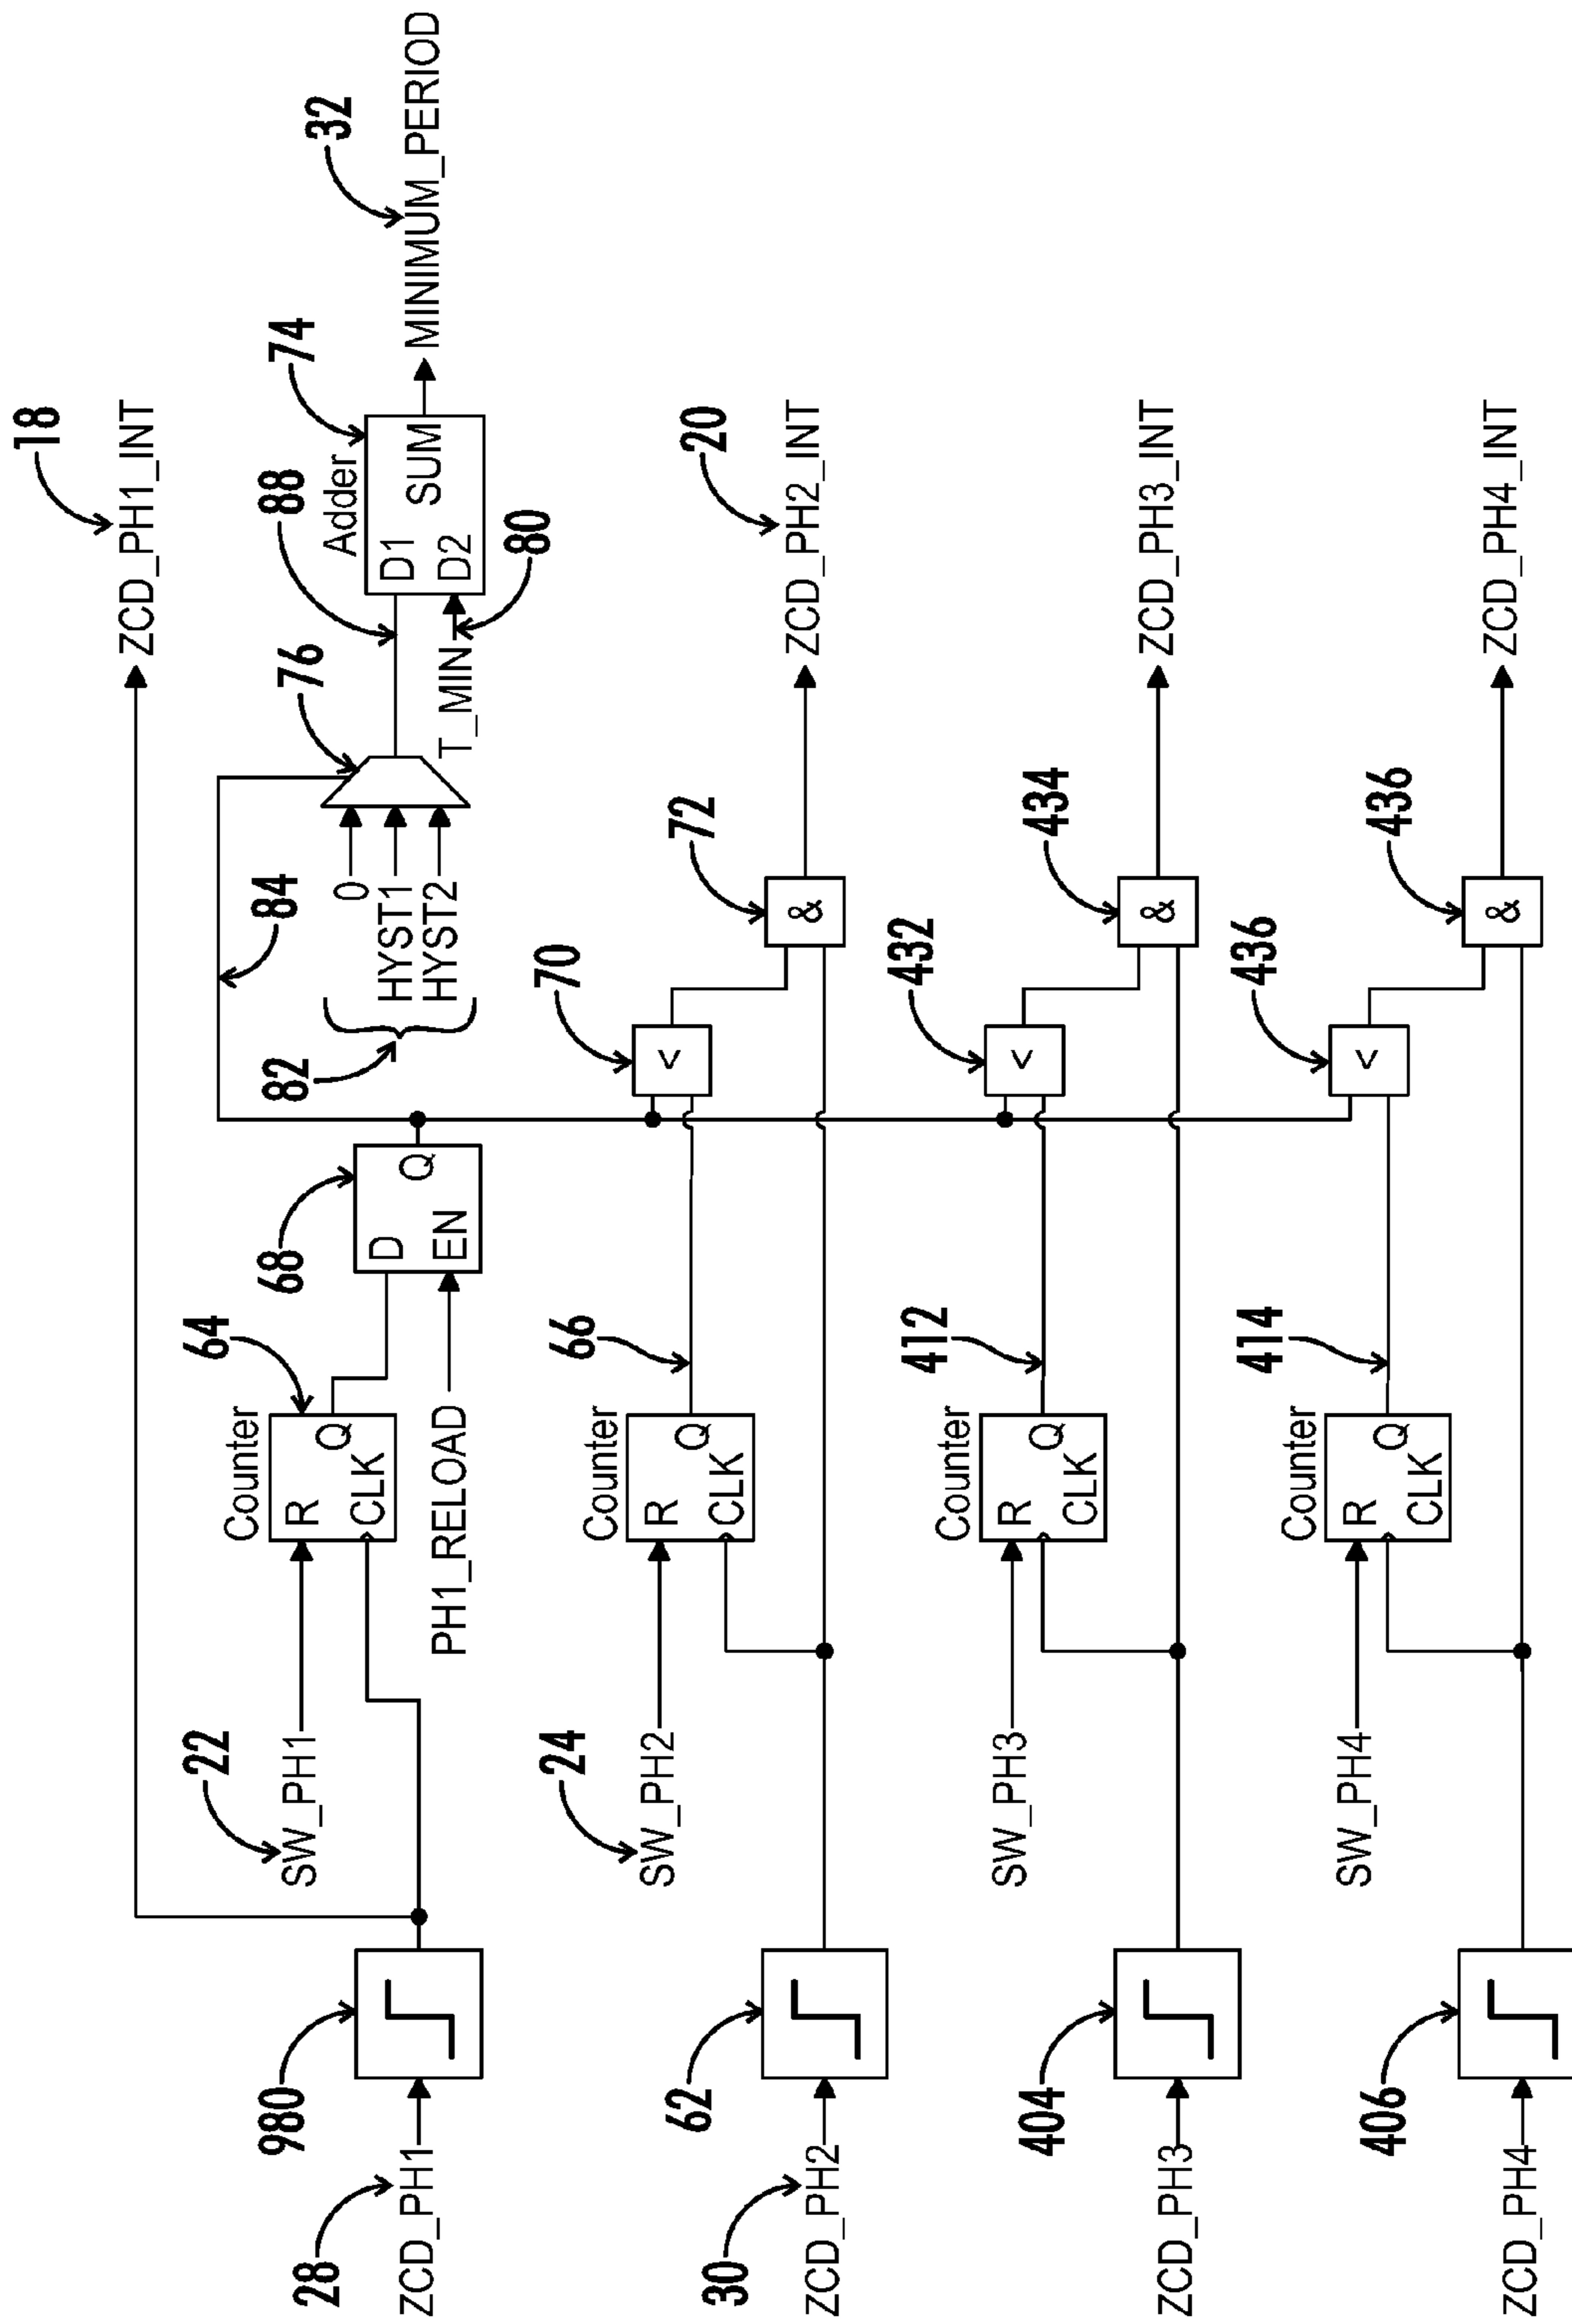 28
ZCD_PH1
980
22
SW_PH1
Counter
64
R
Q
CLK
PH1_RELOAD
68
D
Q
EN
84
82
0
HYST1
HYST2
76
88
T_MIN
80
Adder
74
D1
SUM
D2
32
MINIMUM_PERIOD
18
ZCD_PH1_INT
30
ZCD_PH2
62
24
SW_PH2
Counter
66
R
Q
CLK
70
<
72
&
20
ZCD_PH2_INT
ZCD_PH3
404
SW_PH3
Counter
412
R
Q
CLK
432
<
434
&
ZCD_PH3_INT
ZCD_PH4
406
SW_PH4
Counter
414
R
Q
CLK
436
<
436
&
ZCD_PH4_INT